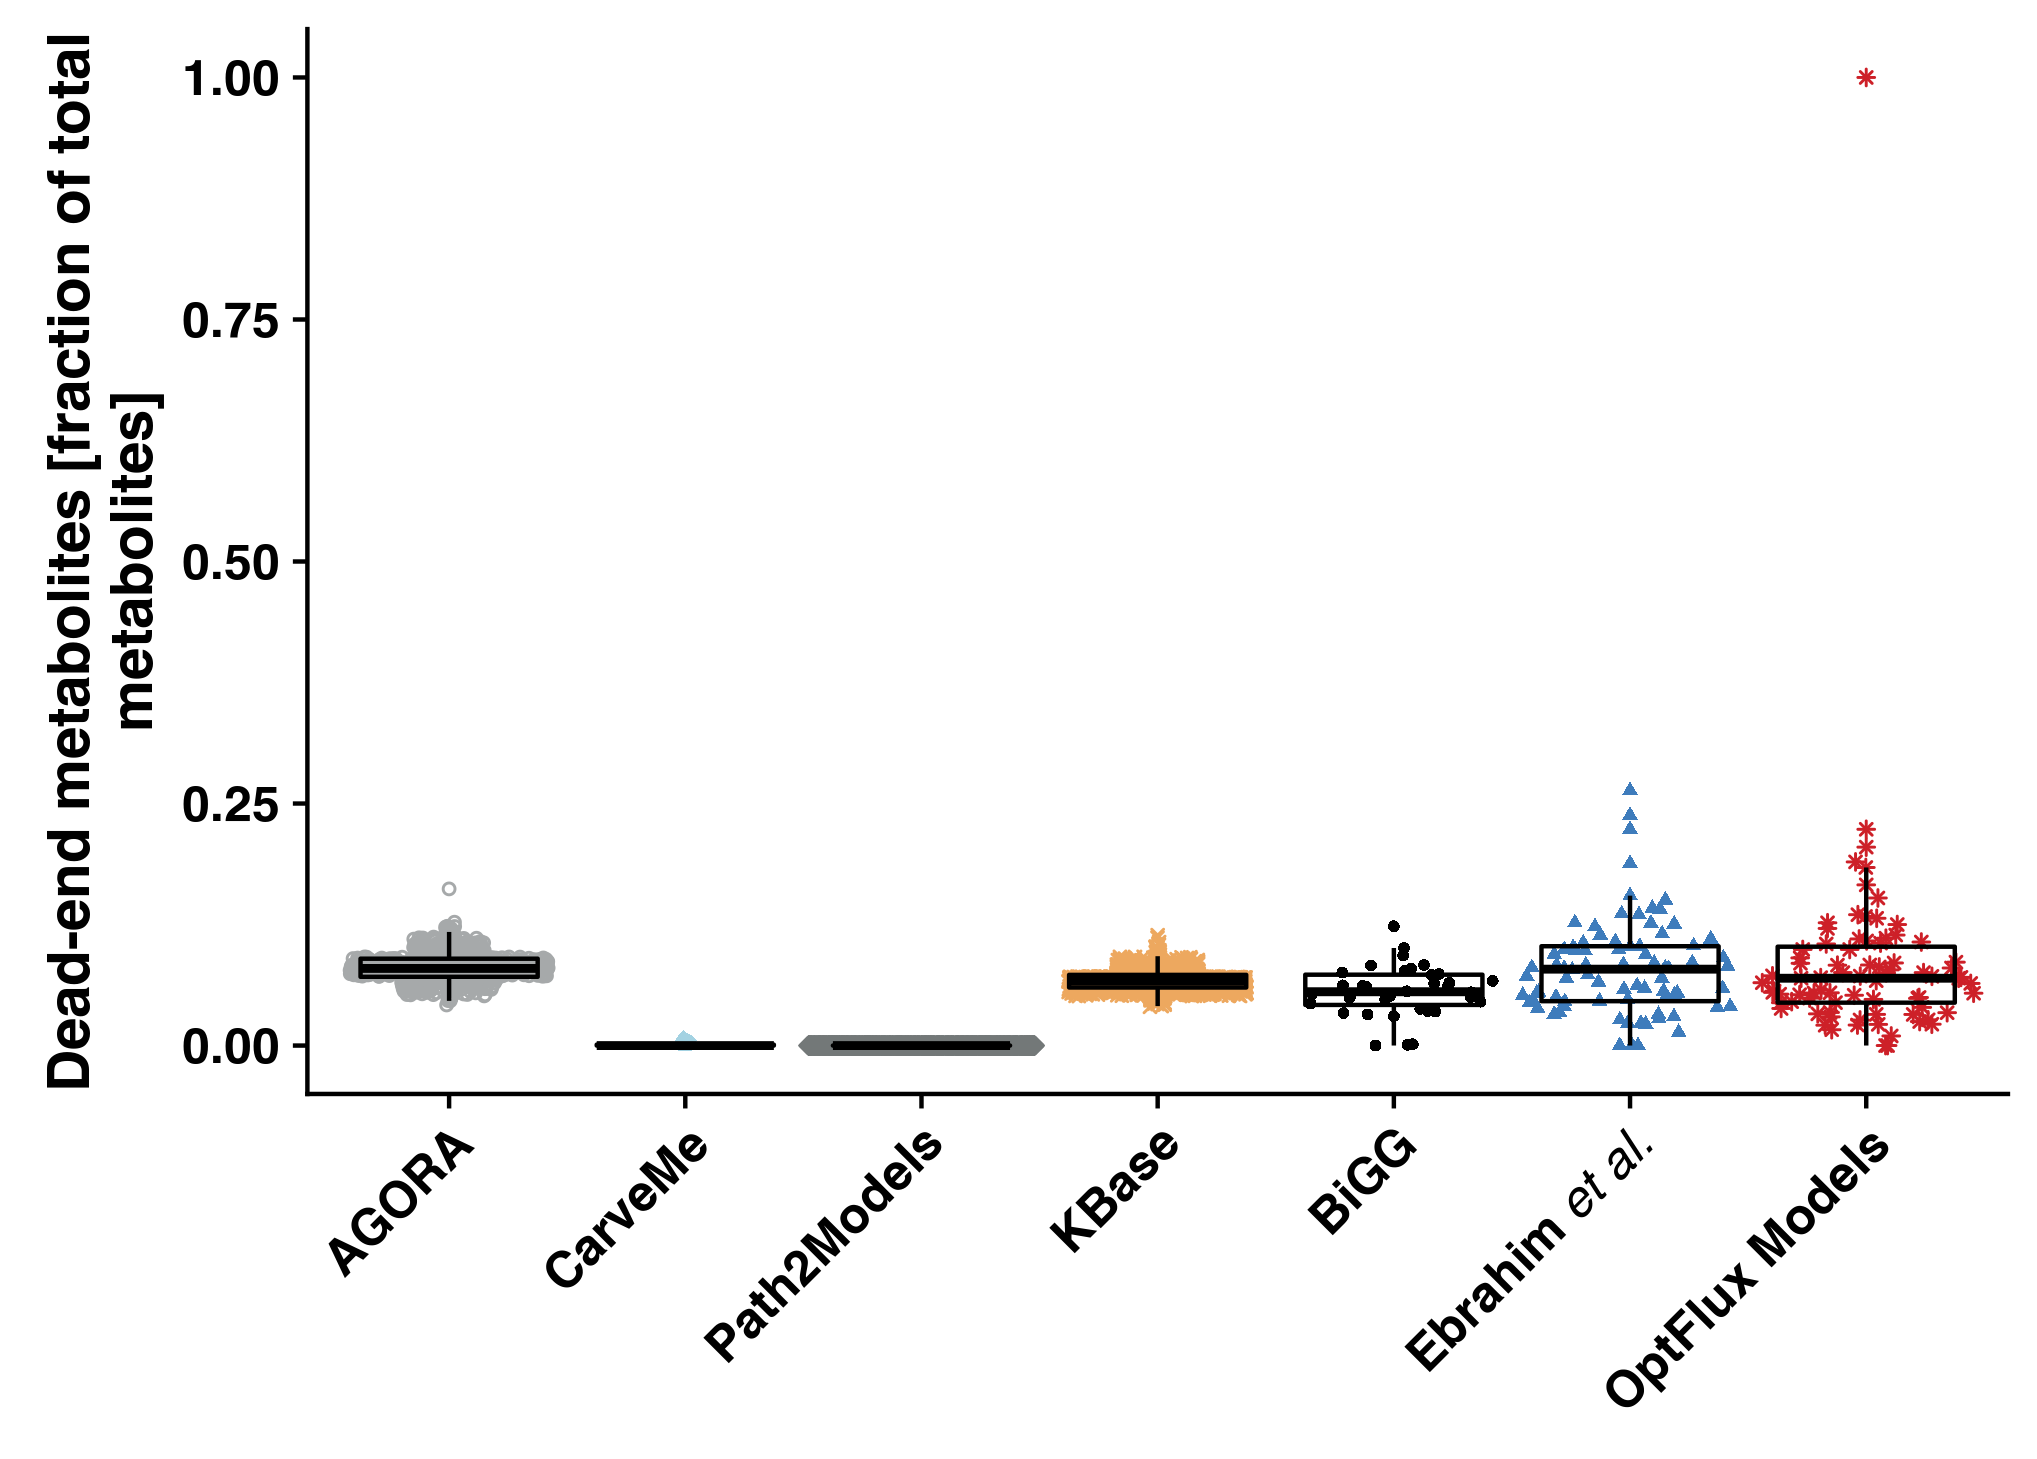 Dead-end metabolites [fraction of total
metabolites]
1.00
0.75
0.50
0.25
0.00
AGORA
CarveMe
Path2Models
KBase
BiGG
Ebrahim et al.
OptFlux Models